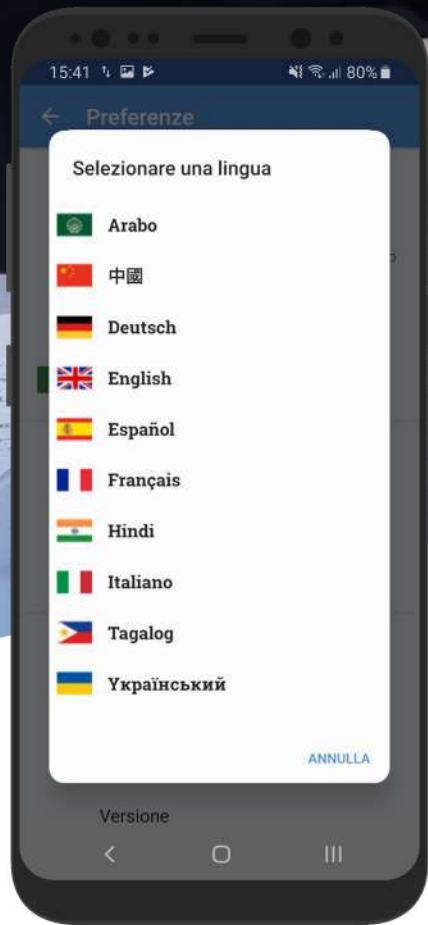 15:41 80%
Preferenze
Selezionare una lingua
Arabo
中國
Deutsch
English
Español
Français
Hindi
Italiano
Tagalog
Український
ANNULLA
Versione